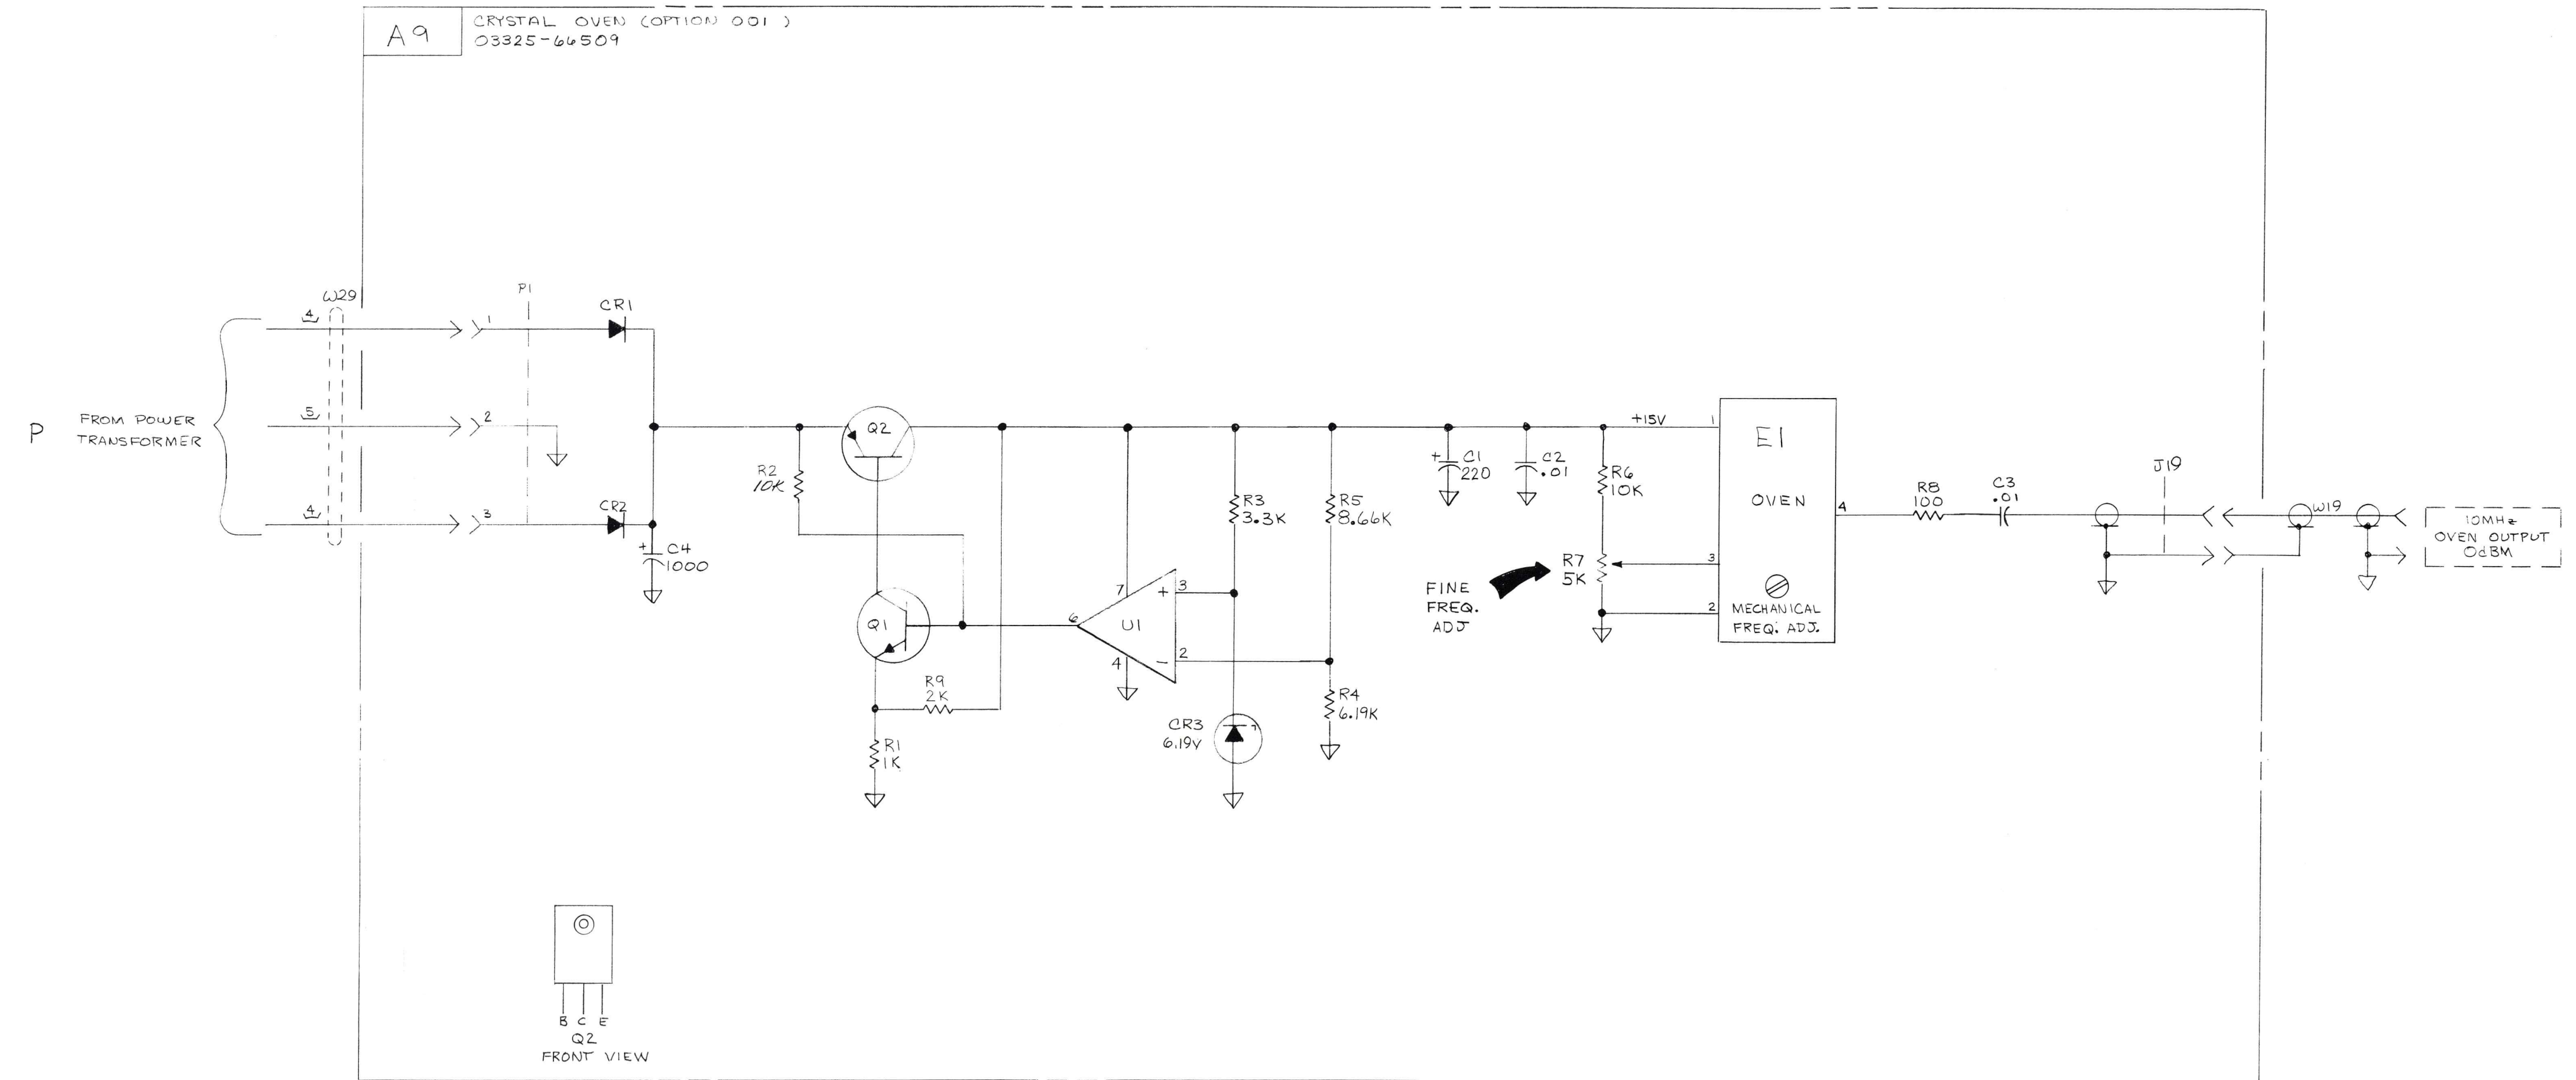 A9
CRYSTAL OVEN (OPTION 001 )
03325-66509
P
FROM POWER
TRANSFORMER
4
5
4
W29
P1
1
2
3
CR1
CR2
+
C4
1000
R2
10K
Q2
Q1
R9
2K
R1
1K
6
7
4
U1
+
3
-
2
R3
3.3K
CR3
6.19V
R5
8.66K
R4
6.19K
+
C1
220
C2
.01
R6
10K
FINE
FREQ.
ADJ
R7
5K
+15V
1
3
2
E1
OVEN
MECHANICAL
FREQ. ADJ.
4
R8
100
C3
.01
J19
W19
10MHz
OVEN OUTPUT
0dBM
B C E
Q2
FRONT VIEW